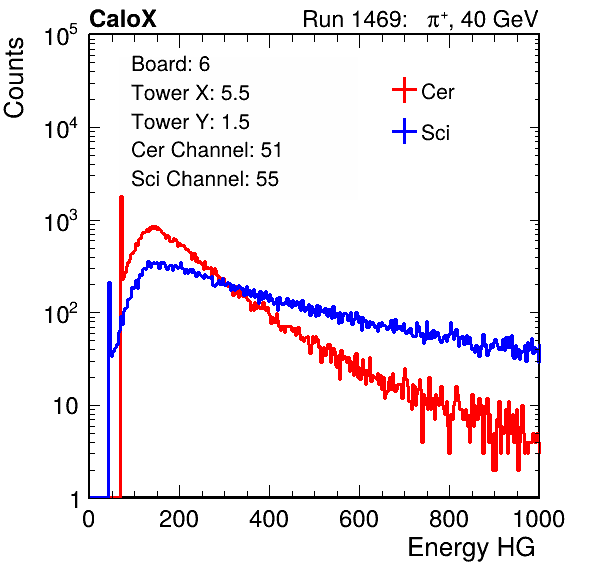 CaloX Run 1469: π⁺, 40 GeV
Counts
Board: 6
Tower X: 5.5
Tower Y: 1.5
Cer Channel: 51
Sci Channel: 55
Cer
Sci
10⁵
10⁴
10³
10²
10
1
0 200 400 600 800 1000
Energy HG